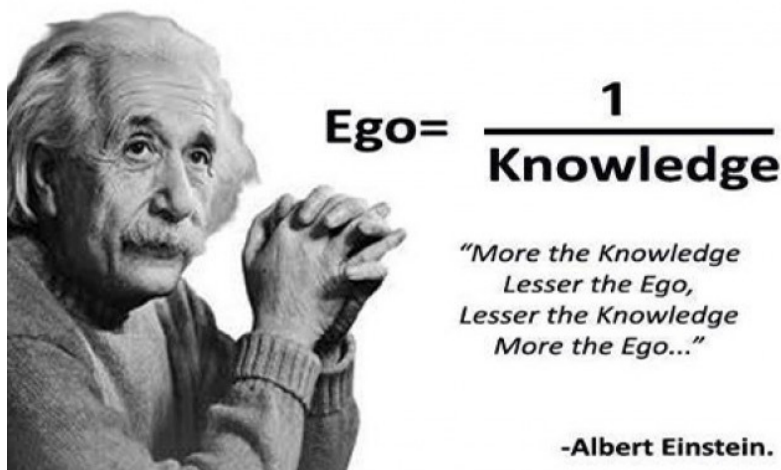 Ego=
1
Knowledge
“More the Knowledge
Lesser the Ego,
Lesser the Knowledge
More the Ego...”
-Albert Einstein.